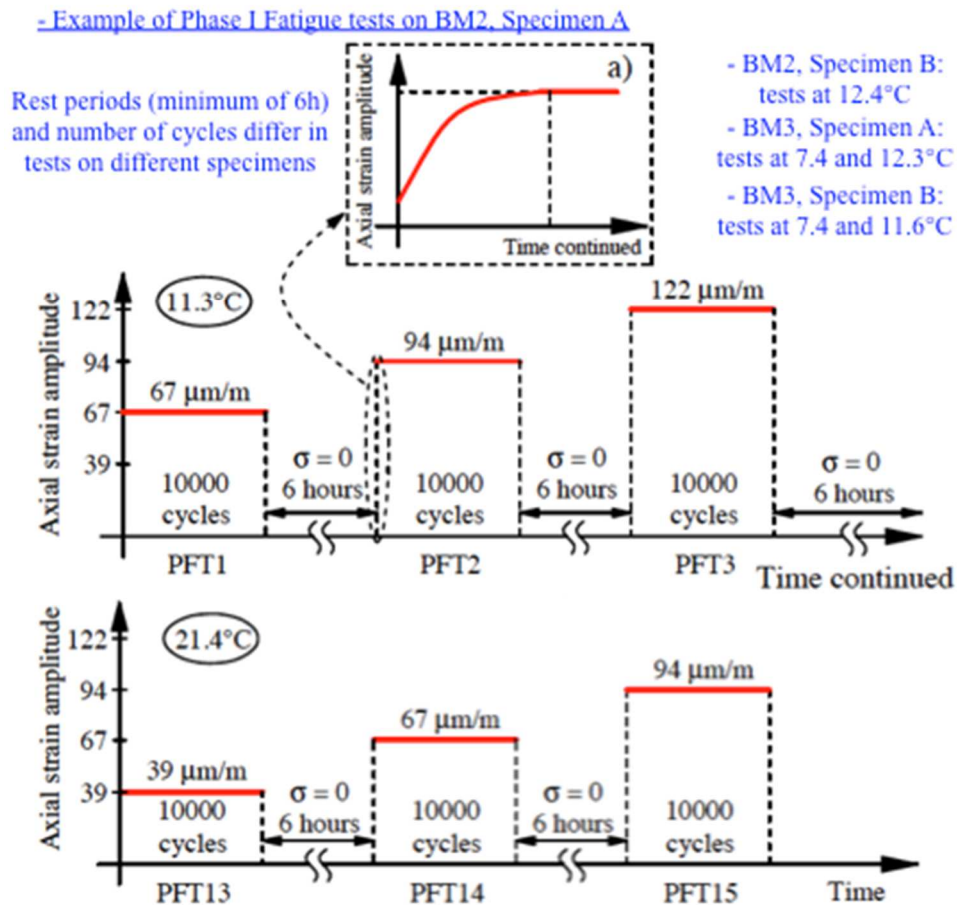 - Example of Phase I Fatigue tests on BM2, Specimen A
Rest periods (minimum of 6h)
and number of cycles differ in
tests on different specimens
a)
Axial strain amplitude
Time continued
- BM2, Specimen B:
tests at 12.4°C
- BM3, Specimen A:
tests at 7.4 and 12.3°C
- BM3, Specimen B:
tests at 7.4 and 11.6°C
Axial strain amplitude
122
94
67
39
11.3°C
67 µm/m
94 µm/m
122 µm/m
10000
cycles
σ = 0
6 hours
10000
cycles
σ = 0
6 hours
10000
cycles
σ = 0
6 hours
PFT1
PFT2
PFT3
Time continued
Axial strain amplitude
122
94
67
39
21.4°C
39 µm/m
67 µm/m
94 µm/m
10000
cycles
σ = 0
6 hours
10000
cycles
σ = 0
6 hours
10000
cycles
PFT13
PFT14
PFT15
Time